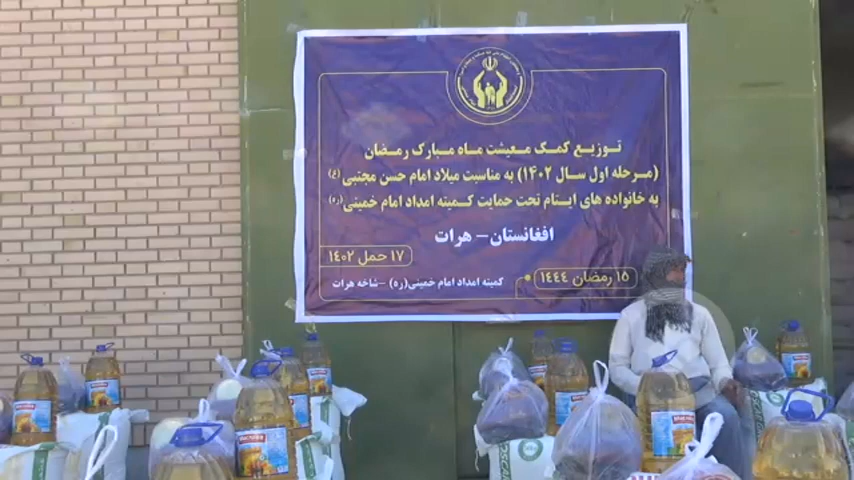 توزیع کمک معیشت ماه مبارک رمضان
(مرحله اول سال ۱۴۰۲) به مناسبت میلاد امام حسن مجتبی (ع)
به خانواده های ایتام تحت حمایت کمیته امداد امام خمینی (ره)
افغانستان - هرات
۱۷ حمل ۱۴۰۲
۱۵ رمضان ۱۴۴۴
کمیته امداد امام خمینی(ره) - شاخه هرات